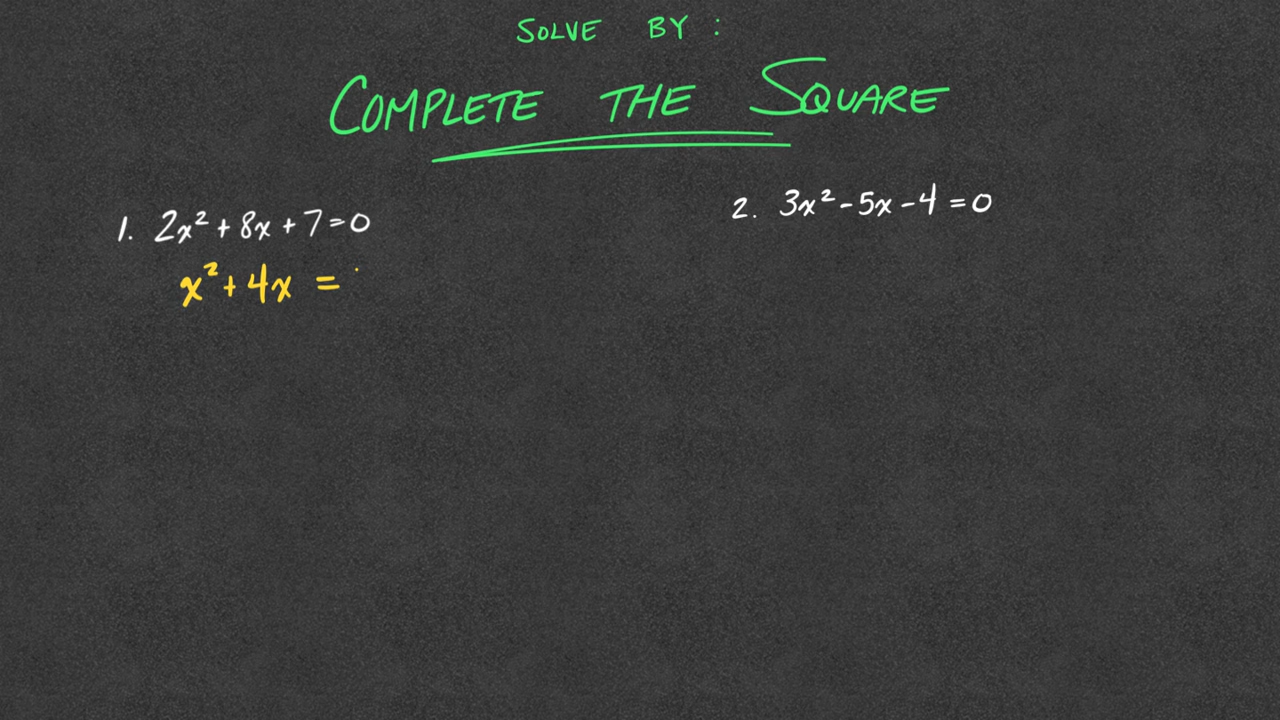 SOLVE BY:
COMPLETE THE SQUARE
1. 2x² + 8x + 7 = 0
x² + 4x =
2. 3x² - 5x - 4 = 0